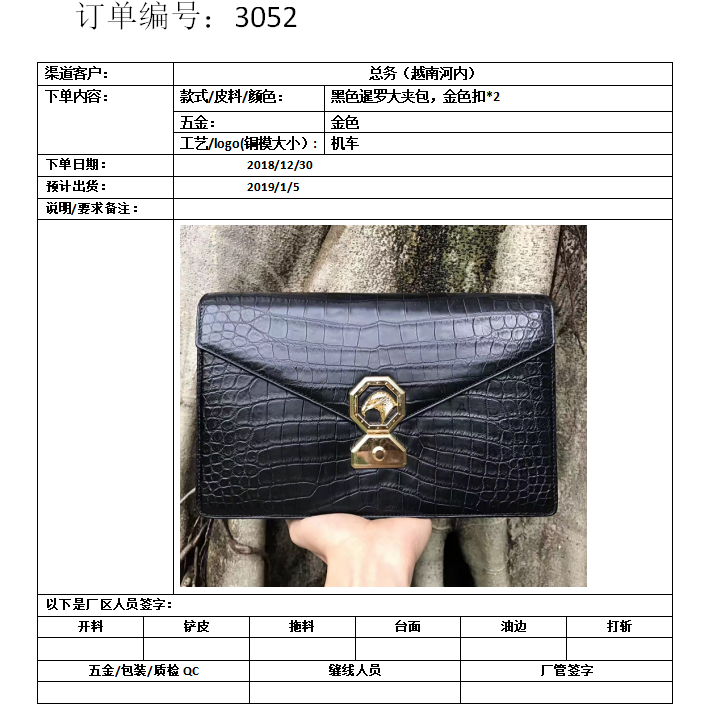 订单编号：3052
渠道客户： 总务（越南河内）
下单内容： 款式/皮料/颜色： 黑色暹罗大夹包，金色扣*2
五金： 金色
工艺/logo(铜模大小）: 机车
下单日期： 2018/12/30
预计出货： 2019/1/5
说明/要求备注：
以下是厂区人员签字：
开料 铲皮 拖料 台面 油边 打斩
五金/包装/质检 QC 缝线人员 厂管签字